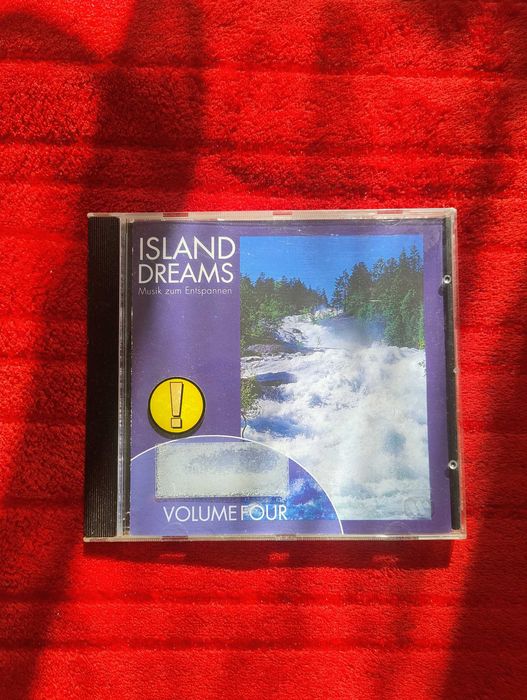 ISLAND
DREAMS
Musik zum Entspannen
!
VOLUME FOUR